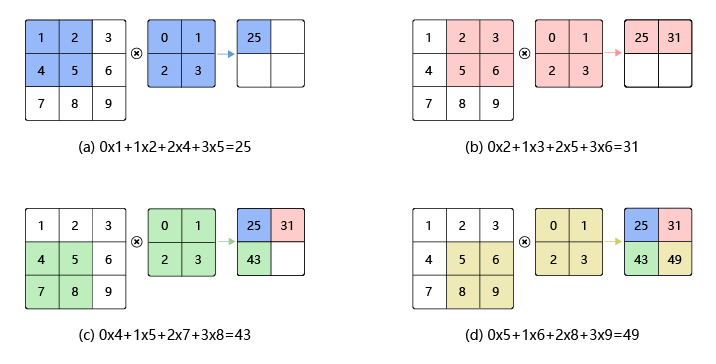 1 2 3 0 1 25
4 5 6 ⊗ 2 3
7 8 9
(a) 0x1+1x2+2x4+3x5=25
1 2 3 0 1 25 31
4 5 6 ⊗ 2 3
7 8 9
(b) 0x2+1x3+2x5+3x6=31
1 2 3 0 1 25 31
4 5 6 ⊗ 2 3 43
7 8 9
(c) 0x4+1x5+2x7+3x8=43
1 2 3 0 1 25 31
4 5 6 ⊗ 2 3 43 49
7 8 9
(d) 0x5+1x6+2x8+3x9=49